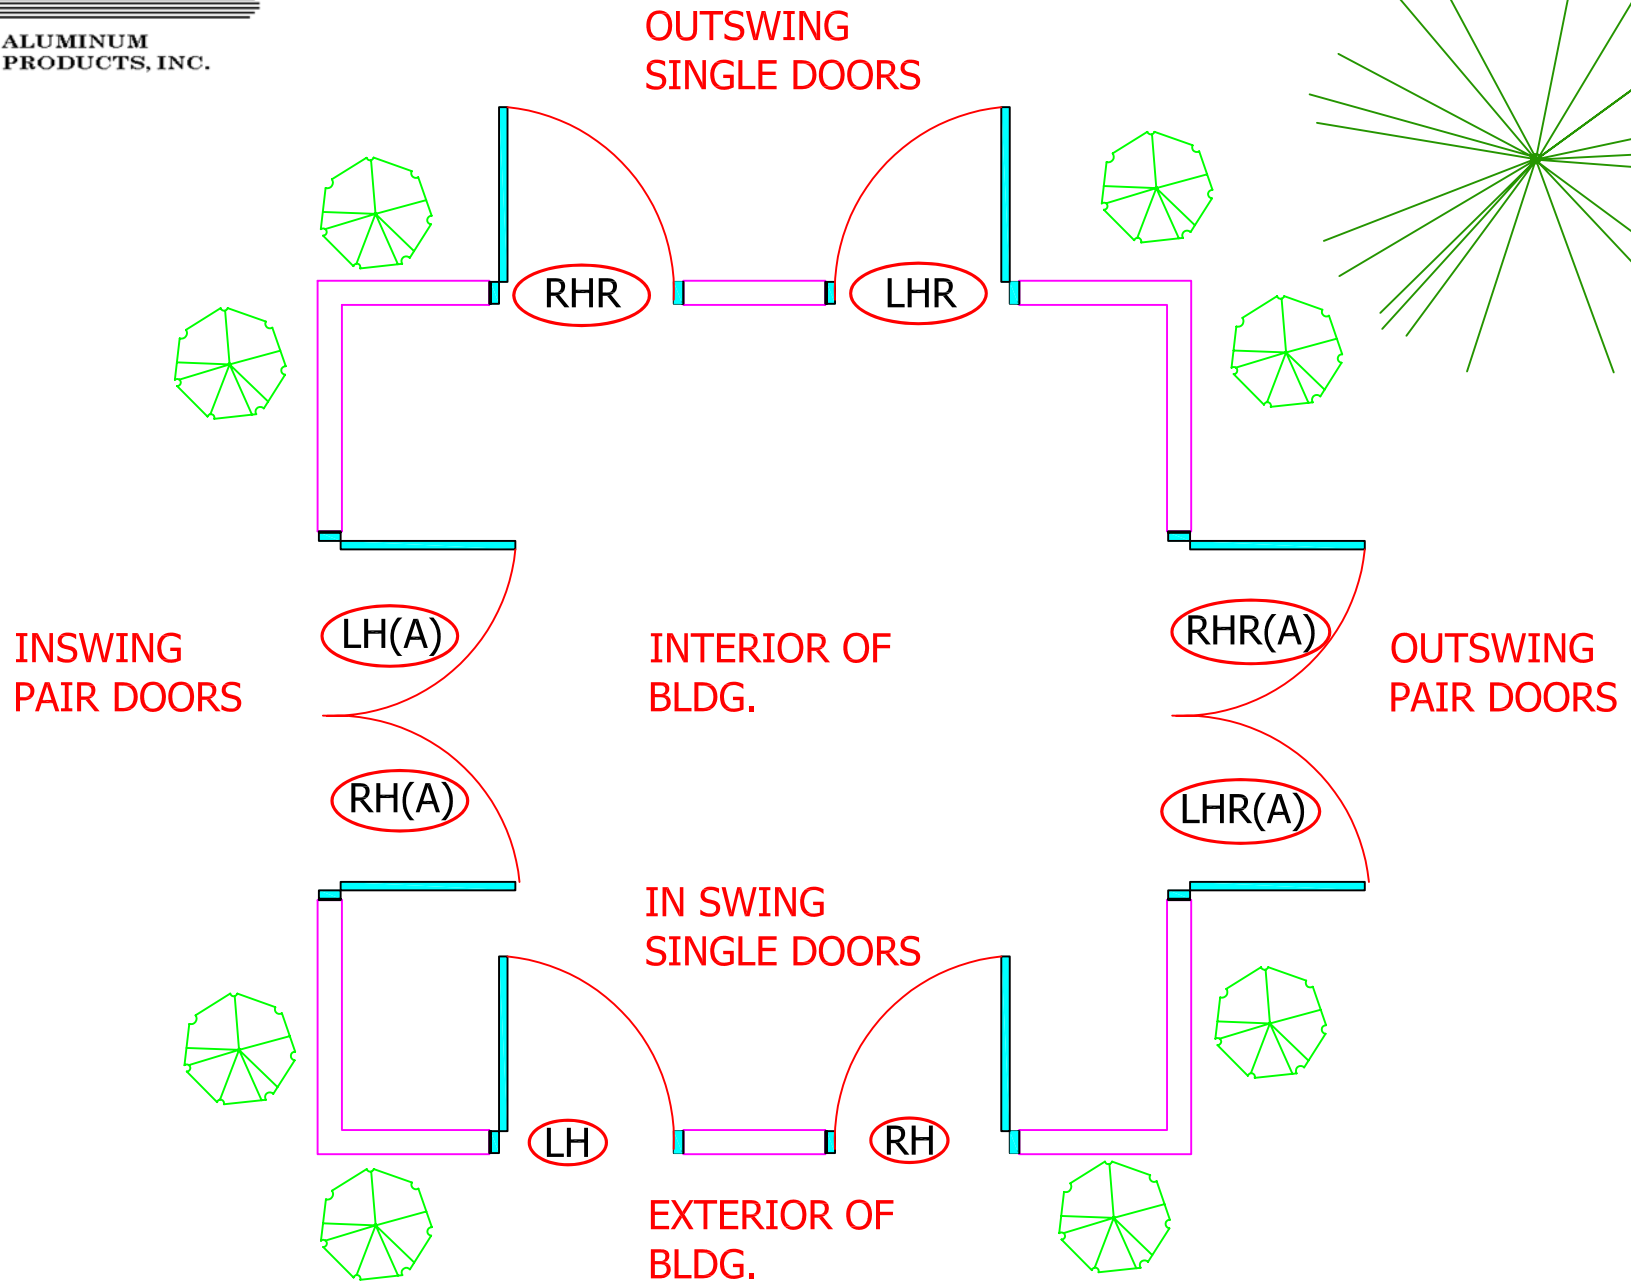 ALUMINUM
PRODUCTS, INC.
OUTSWING
SINGLE DOORS
RHR
LHR
LH(A)
INSWING
PAIR DOORS
INTERIOR OF
BLDG.
RHR(A)
OUTSWING
PAIR DOORS
RH(A)
LHR(A)
IN SWING
SINGLE DOORS
LH
RH
EXTERIOR OF
BLDG.